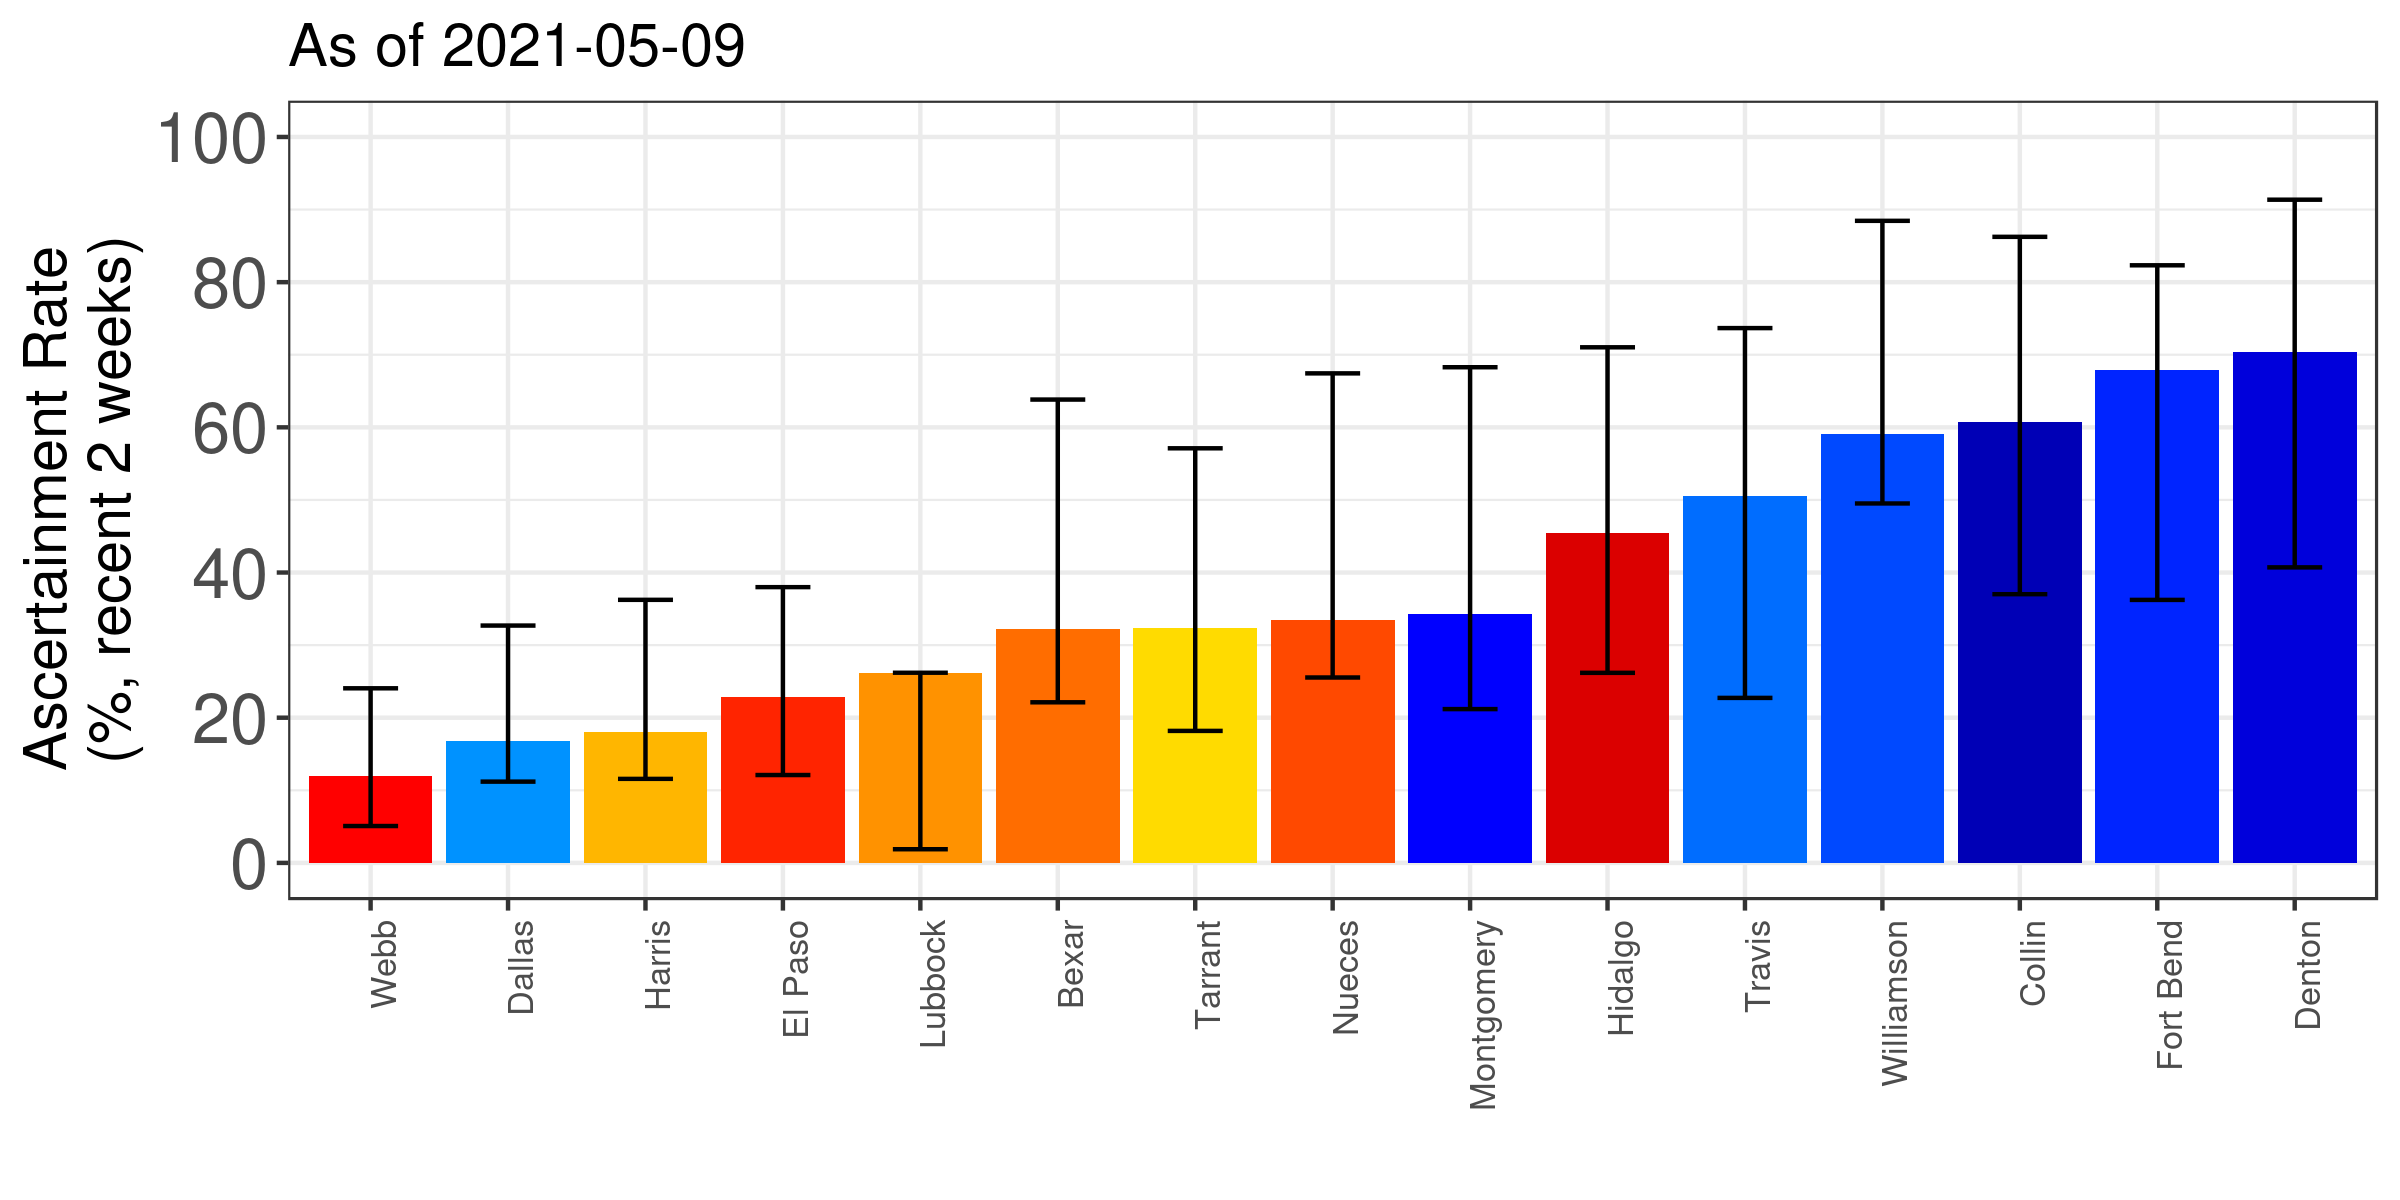 As of 2021-05-09
Ascertainment Rate
(%, recent 2 weeks)
100
80
60
40
20
0
Webb
Dallas
Harris
El Paso
Lubbock
Bexar
Tarrant
Nueces
Montgomery
Hidalgo
Travis
Williamson
Collin
Fort Bend
Denton